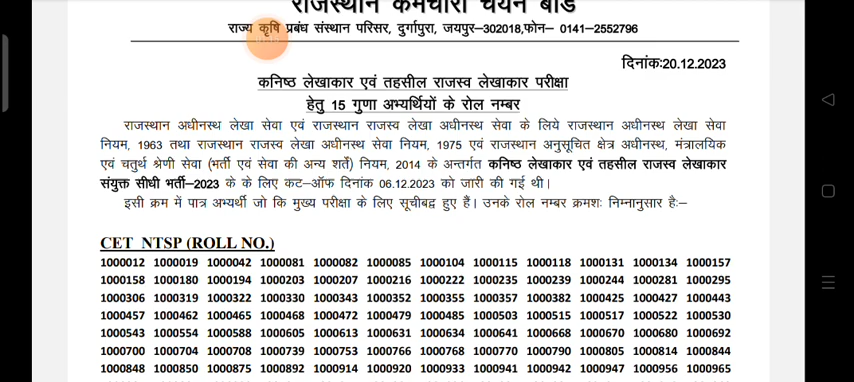 राजस्थान कर्मचारी चयन बोर्ड
राज्य कृषि प्रबंध संस्थान परिसर, दुर्गापुरा, जयपुर–302018,फोन– 0141–2552796
दिनांक:20.12.2023
कनिष्ठ लेखाकार एवं तहसील राजस्व लेखाकार परीक्षा
हेतु 15 गुणा अभ्यर्थियों के रोल नम्बर
राजस्थान अधीनस्थ लेखा सेवा एवं राजस्थान राजस्व लेखा अधीनस्थ सेवा के लिये राजस्थान अधीनस्थ लेखा सेवा
नियम, 1963 तथा राजस्थान राजस्व लेखा अधीनस्थ सेवा नियम, 1975 एवं राजस्थान अनुसूचित क्षेत्र अधीनस्थ, मंत्रालयिक
एवं चतुर्थ श्रेणी सेवा (भर्ती एवं सेवा की अन्य शर्तें) नियम, 2014 के अन्तर्गत कनिष्ठ लेखाकार एवं तहसील राजस्व लेखाकार
संयुक्त सीधी भर्ती–2023 के के लिए कट–ऑफ दिनांक 06.12.2023 को जारी की गई थी।
इसी क्रम में पात्र अभ्यर्थी जो कि मुख्य परीक्षा के लिए सूचीबद्व हुए हैं। उनके रोल नम्बर क्रमशः निम्नानुसार है:–
CET NTSP (ROLL NO.)
1000012 1000019 1000042 1000081 1000082 1000085 1000104 1000115 1000118 1000131 1000134 1000157
1000158 1000180 1000194 1000203 1000207 1000216 1000222 1000235 1000239 1000244 1000281 1000295
1000306 1000319 1000322 1000330 1000343 1000352 1000355 1000357 1000382 1000425 1000427 1000443
1000457 1000462 1000465 1000468 1000472 1000479 1000485 1000503 1000515 1000517 1000522 1000530
1000543 1000554 1000588 1000605 1000613 1000631 1000634 1000641 1000668 1000670 1000680 1000692
1000700 1000704 1000708 1000739 1000753 1000766 1000768 1000770 1000790 1000805 1000814 1000844
1000848 1000850 1000875 1000892 1000914 1000920 1000933 1000941 1000942 1000947 1000956 1000965